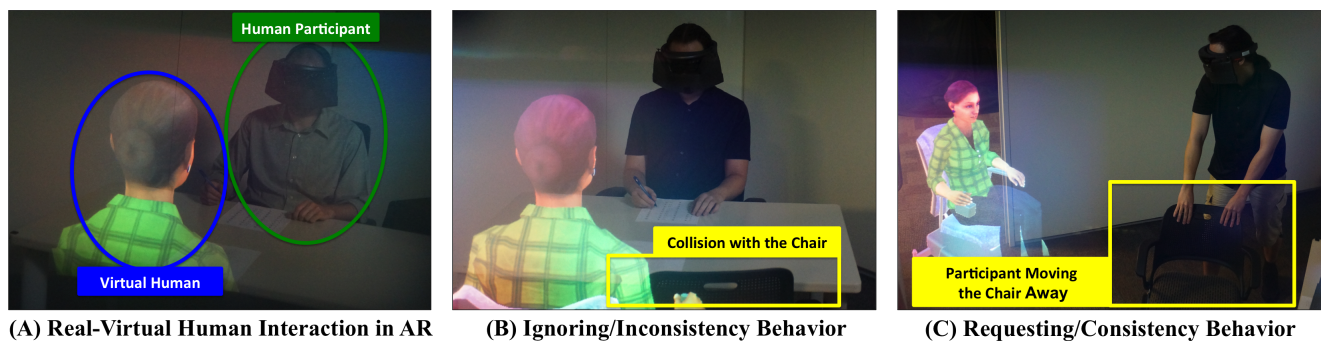 Human Participant
Virtual Human
(A) Real-Virtual Human Interaction in AR
Collision with the Chair
(B) Ignoring/Inconsistency Behavior
Participant Moving
the Chair Away
(C) Requesting/Consistency Behavior